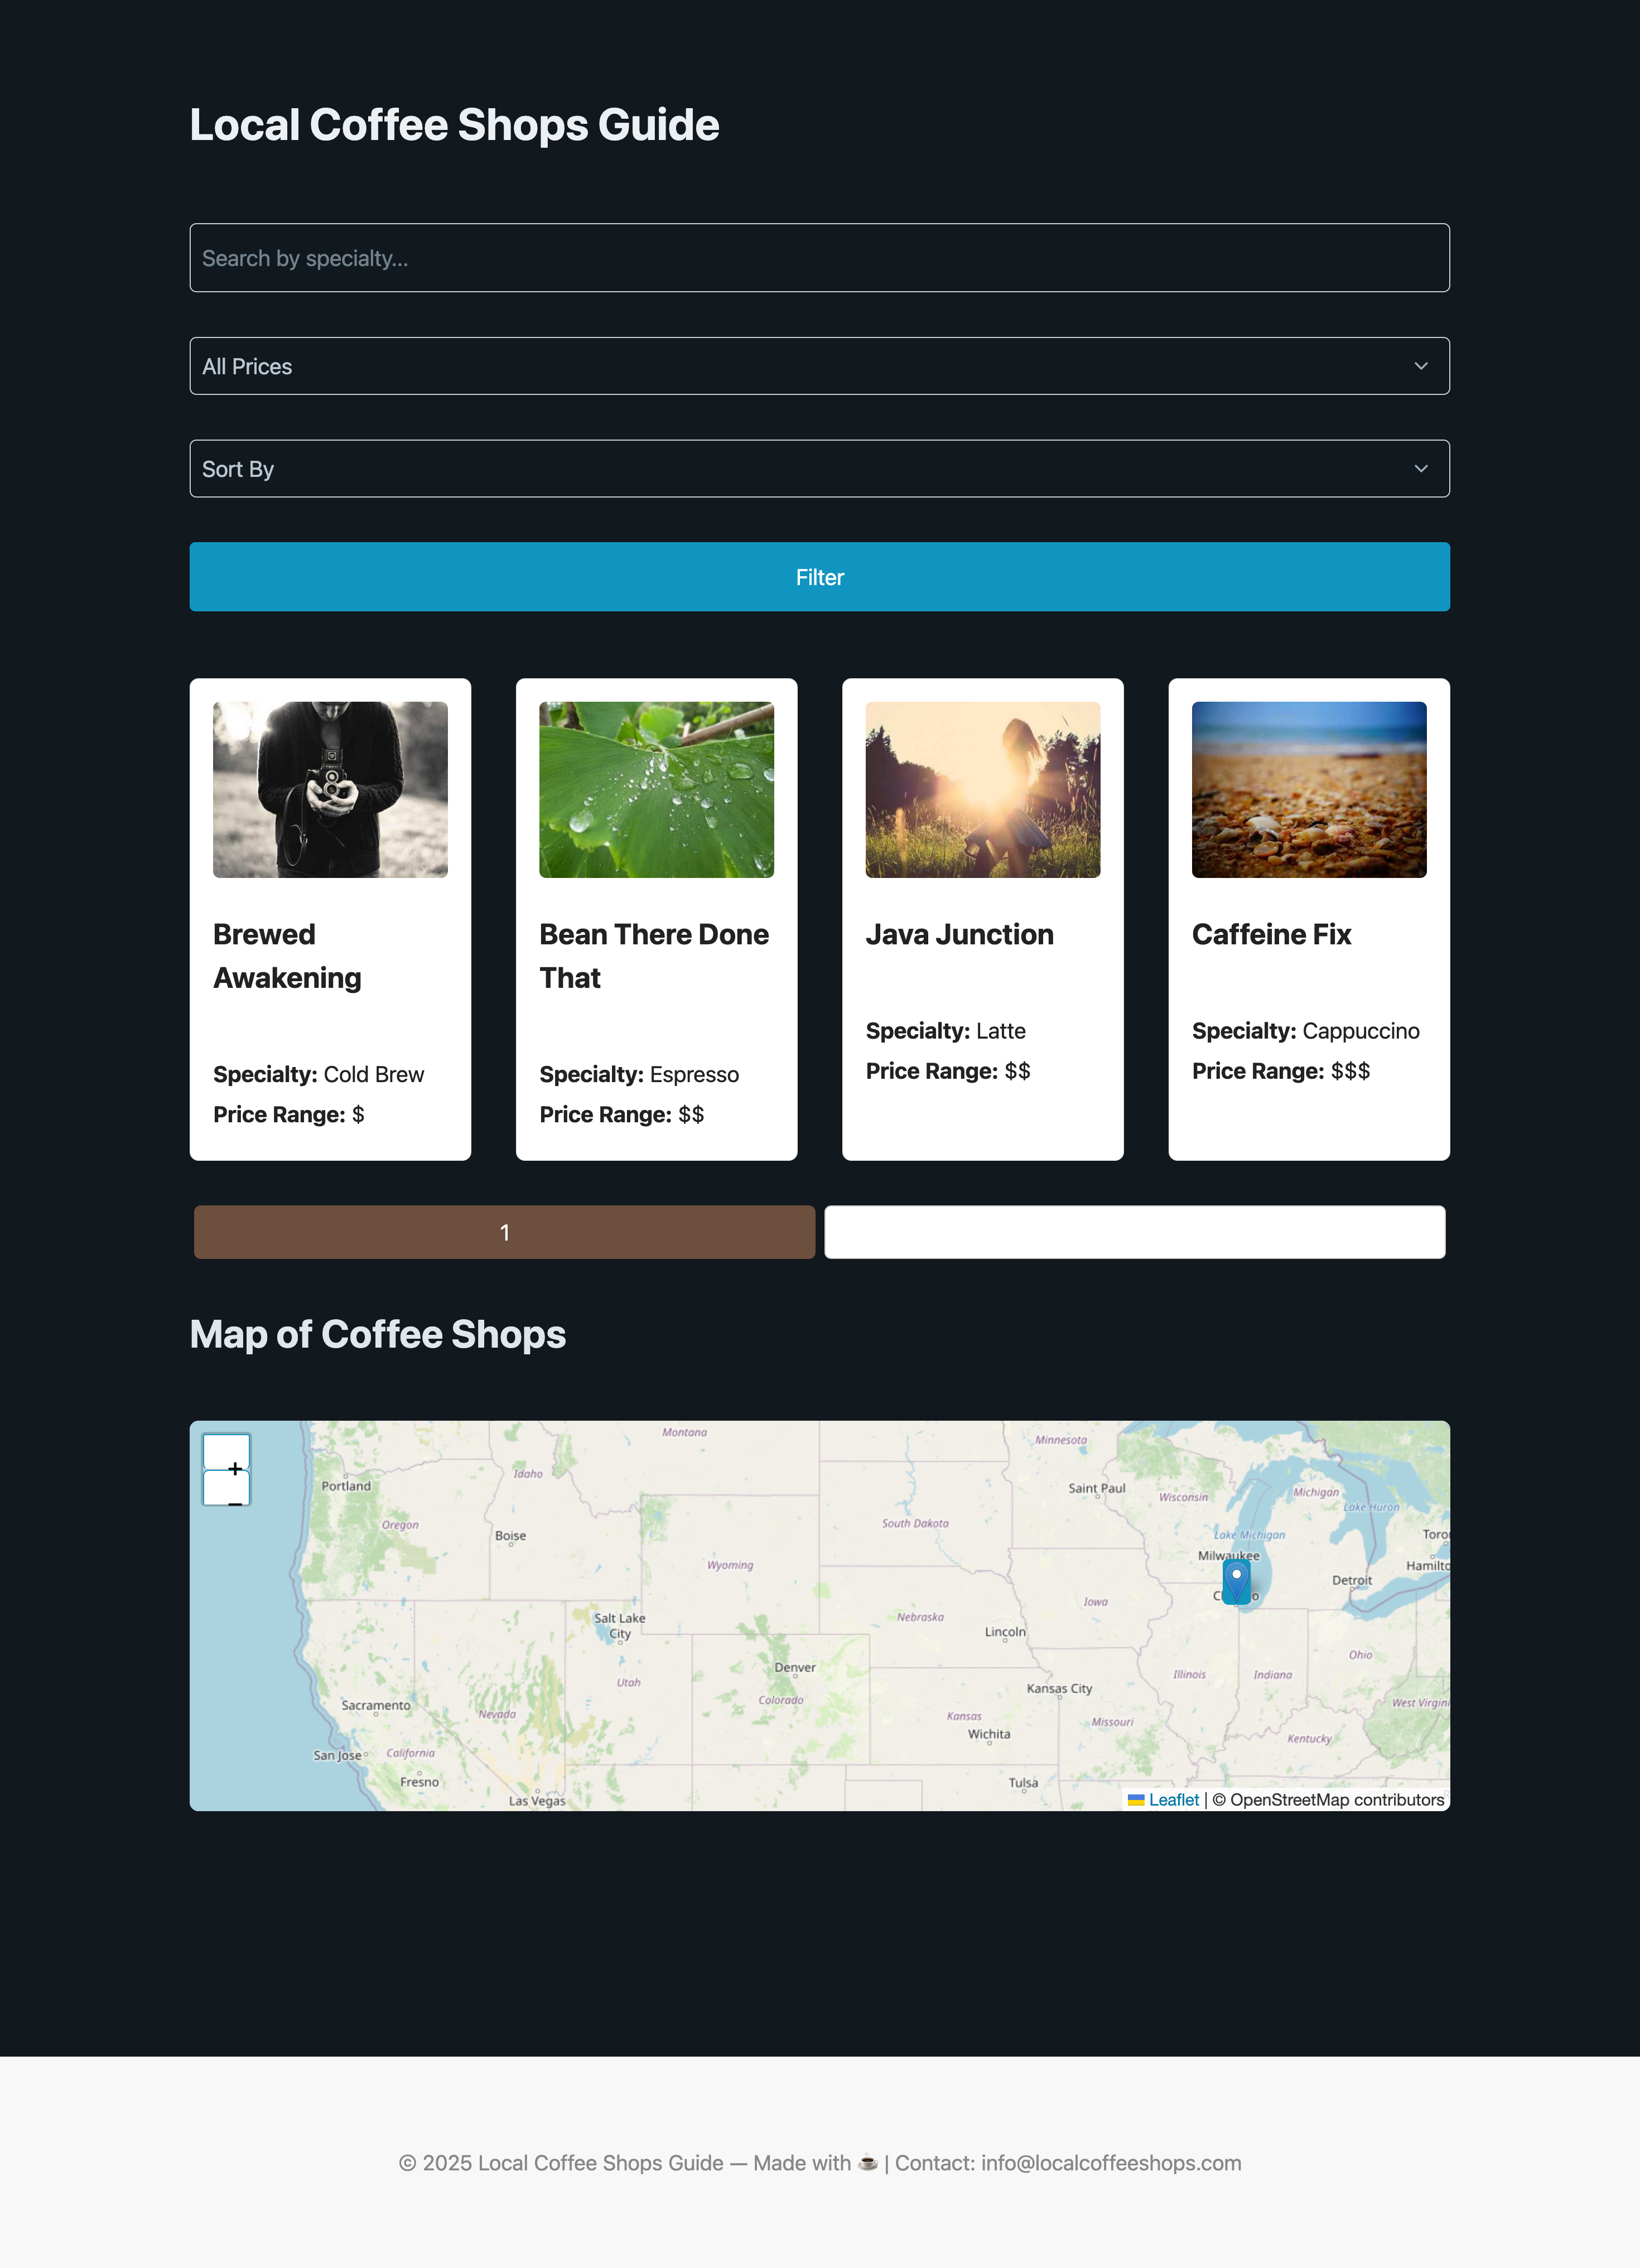 Local Coffee Shops Guide
Search by specialty...
All Prices
Sort By
Filter
Brewed
Awakening
Specialty: Cold Brew
Price Range: $
Bean There Done
That
Specialty: Espresso
Price Range: $$
Java Junction
Specialty: Latte
Price Range: $$
Caffeine Fix
Specialty: Cappuccino
Price Range: $$$
1
Map of Coffee Shops
+
−
Montana
Minnesota
Portland
Idaho
Saint Paul
Wisconsin
Michigan
Lake Huron
Oregon
Boise
South Dakota
Lake Michigan
Toro
Milwaukee
Hamilto
Wyoming
Detroit
Iowa
Salt Lake
City
Nebraska
Lincoln
Ohio
Denver
Utah
Illinois
Indiana
Kansas City
Colorado
Sacramento
West Virgini
Nevada
Kansas
Missouri
Wichita
Kentucky
San Jose
California
Fresno
Tulsa
Las Vegas
Leaflet | © OpenStreetMap contributors
© 2025 Local Coffee Shops Guide — Made with ☕ | Contact: info@localcoffeeshops.com